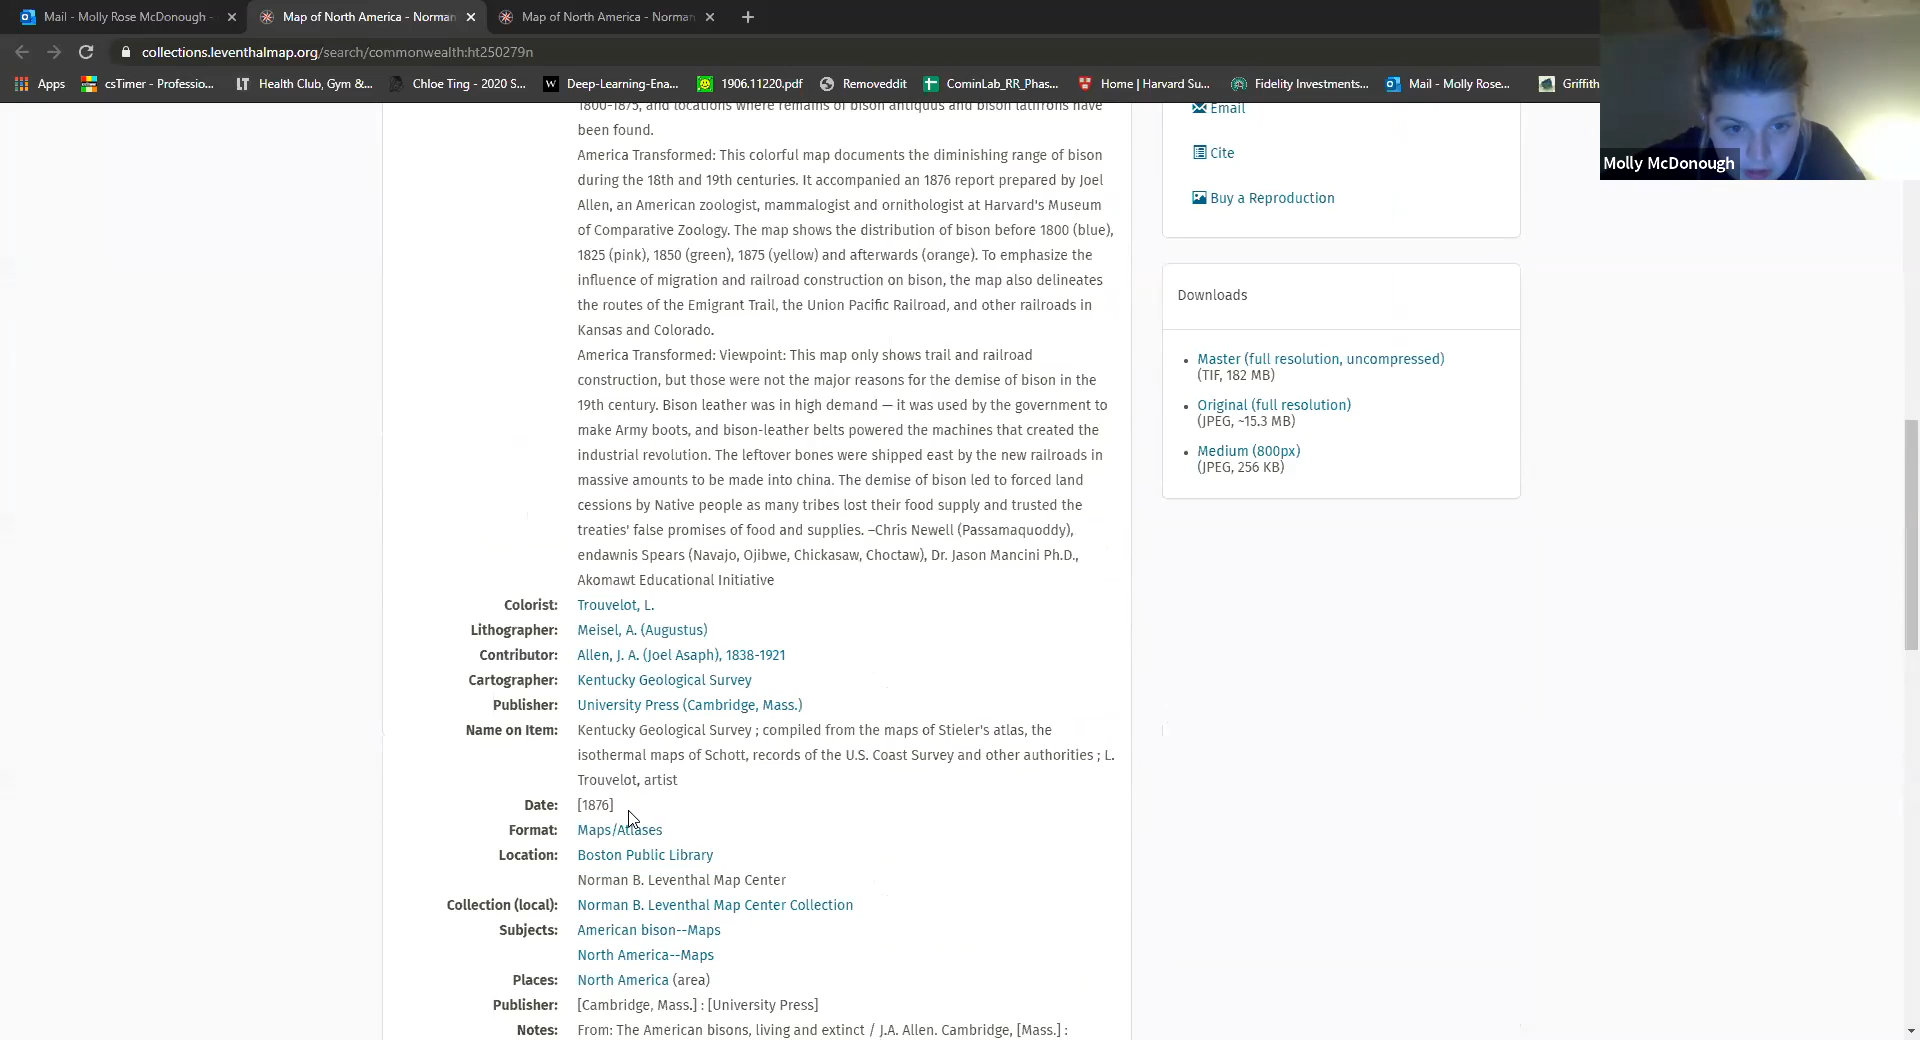 Mail - Molly Rose McDonough -
Map of North America - Norman
Map of North America - Norman
collections.leventhalmap.org/search/commonwealth:ht250279n
Apps
csTimer - Professio...
Health Club, Gym &...
Chloe Ting - 2020 S...
Deep-Learning-Ena...
1906.11220.pdf
Removeddit
CominLab_RR_Phas...
Home | Harvard Su...
Fidelity Investments...
Mail - Molly Rose...
Griffith
Molly McDonough
1800-1875, and locations where remains of bison antiquus and bison latifrons have
been found.
America Transformed: This colorful map documents the diminishing range of bison
during the 18th and 19th centuries. It accompanied an 1876 report prepared by Joel
Allen, an American zoologist, mammalogist and ornithologist at Harvard's Museum
of Comparative Zoology. The map shows the distribution of bison before 1800 (blue),
1825 (pink), 1850 (green), 1875 (yellow) and afterwards (orange). To emphasize the
influence of migration and railroad construction on bison, the map also delineates
the routes of the Emigrant Trail, the Union Pacific Railroad, and other railroads in
Kansas and Colorado.
America Transformed: Viewpoint: This map only shows trail and railroad
construction, but those were not the major reasons for the demise of bison in the
19th century. Bison leather was in high demand — it was used by the government to
make Army boots, and bison-leather belts powered the machines that created the
industrial revolution. The leftover bones were shipped east by the new railroads in
massive amounts to be made into china. The demise of bison led to forced land
cessions by Native people as many tribes lost their food supply and trusted the
treaties' false promises of food and supplies. –Chris Newell (Passamaquoddy),
endawnis Spears (Navajo, Ojibwe, Chickasaw, Choctaw), Dr. Jason Mancini Ph.D.,
Akomawt Educational Initiative
Colorist: Trouvelot, L.
Lithographer: Meisel, A. (Augustus)
Contributor: Allen, J. A. (Joel Asaph), 1838-1921
Cartographer: Kentucky Geological Survey
Publisher: University Press (Cambridge, Mass.)
Name on Item: Kentucky Geological Survey ; compiled from the maps of Stieler's atlas, the
isothermal maps of Schott, records of the U.S. Coast Survey and other authorities ; L.
Trouvelot, artist
Date: [1876]
Format: Maps/Atlases
Location: Boston Public Library
Norman B. Leventhal Map Center
Collection (local): Norman B. Leventhal Map Center Collection
Subjects: American bison--Maps
North America--Maps
Places: North America (area)
Publisher: [Cambridge, Mass.] : [University Press]
Notes: From: The American bisons, living and extinct / J.A. Allen. Cambridge, [Mass.] :
Email
Cite
Buy a Reproduction
Downloads
Master (full resolution, uncompressed)
(TIF, 182 MB)
Original (full resolution)
(JPEG, ~15.3 MB)
Medium (800px)
(JPEG, 256 KB)